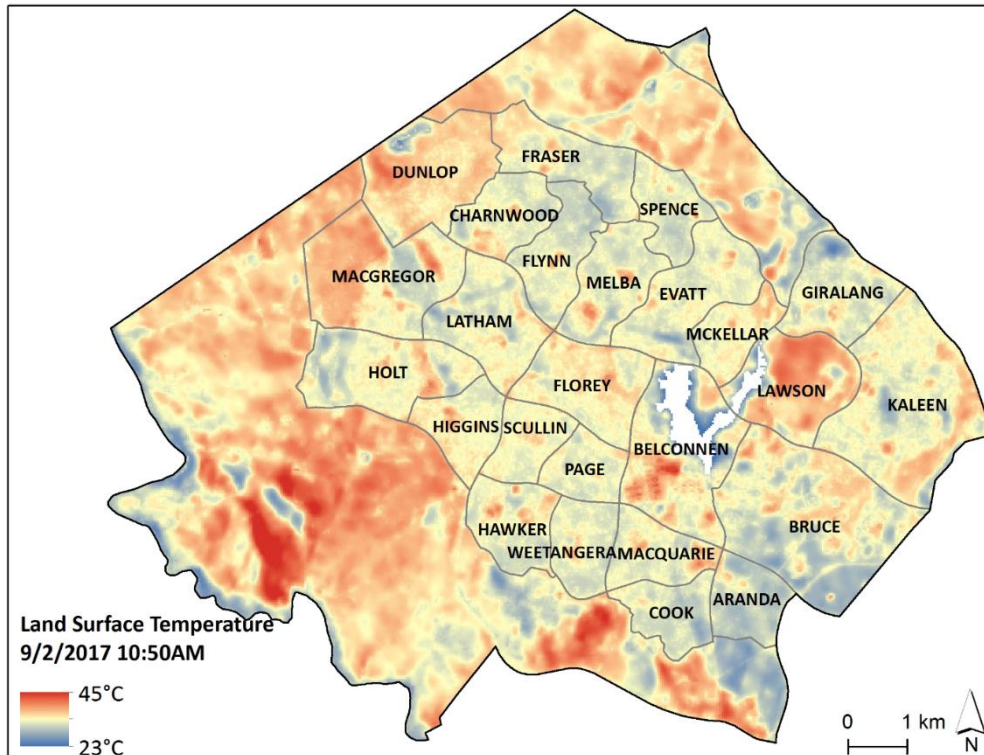 FRASER
DUNLOP
SPENCE
CHARNWOOD
FLYNN
MACGREGOR
MELBA
EVATT
GIRALANG
LATHAM
MCKELLAR
HOLT
FLOREY
LAWSON
KALEEN
HIGGINS
SCULLIN
BELCONNEN
PAGE
HAWKER
BRUCE
WEETANGERA
MACQUARIE
ARANDA
COOK
Land Surface Temperature
9/2/2017 10:50AM
45°C
23°C
0 1 km
N